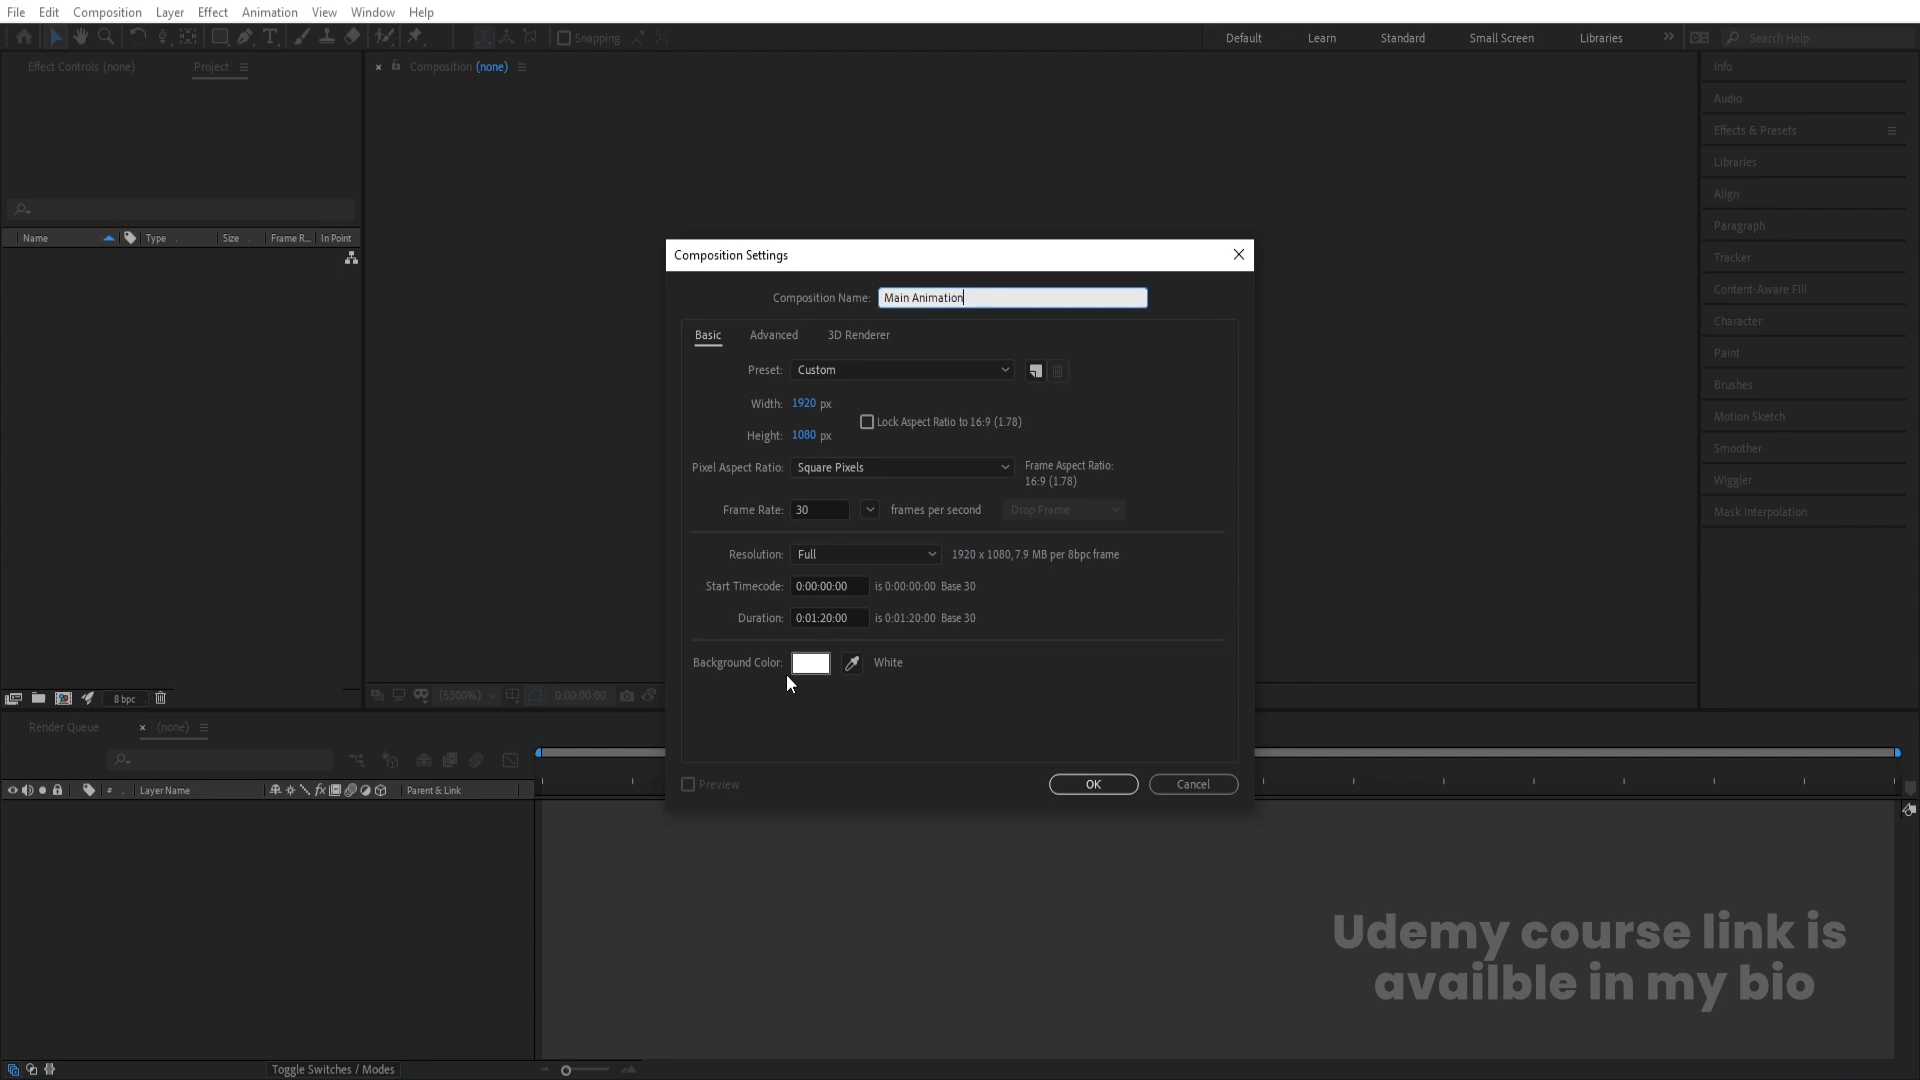 File Edit Composition Layer Effect Animation View Window Help
Snapping
Default Learn Standard Small Screen Libraries
Search Help
Effect Controls (none) Project
Composition (none)
Info
Audio
Effects & Presets
Libraries
Align
Paragraph
Tracker
Content-Aware Fill
Character
Paint
Brushes
Motion Sketch
Smoother
Wiggler
Mask Interpolation
Name Type Size Frame R... In Point
Composition Settings
Composition Name: Main Animation
Basic Advanced 3D Renderer
Preset: Custom
Width: 1920 px
Lock Aspect Ratio to 16:9 (1.78)
Height: 1080 px
Pixel Aspect Ratio: Square Pixels
Frame Aspect Ratio:
16:9 (1.78)
Frame Rate: 30 frames per second Drop Frame
Resolution: Full 1920 x 1080, 7.9 MB per 8bpc frame
Start Timecode: 0:00:00:00 is 0:00:00:00 Base 30
Duration: 0:01:20:00 is 0:01:20:00 Base 30
Background Color: White
Preview OK Cancel
8 bpc
(5300%) 0:00:00:00
Render Queue (none)
# Layer Name fx Parent & Link
Toggle Switches / Modes
Udemy course link is
availble in my bio